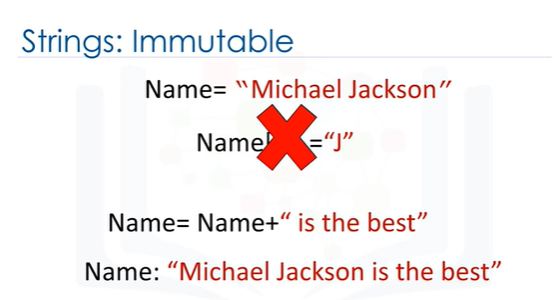 Strings: Immutable
Name= “Michael Jackson”
Name[ =“J”
Name= Name+“ is the best”
Name: “Michael Jackson is the best”